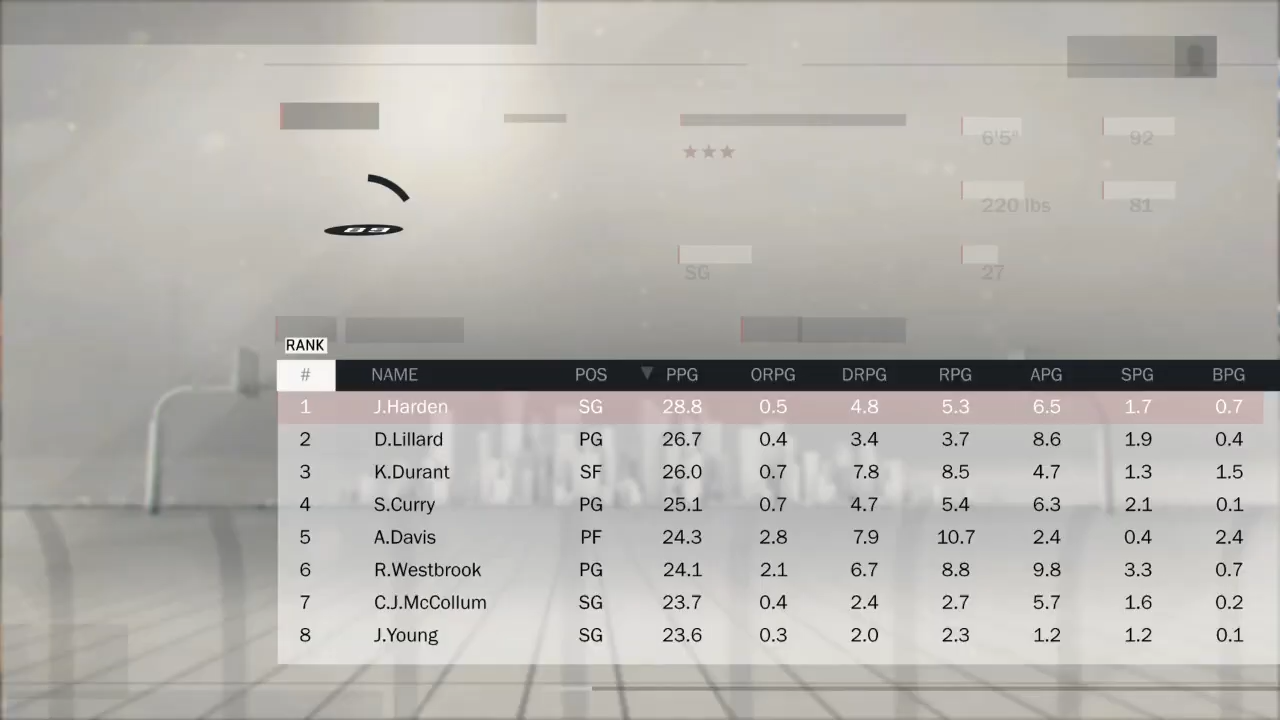 6'5" 92
★★★
220 lbs 81
SG 27
RANK
# NAME POS ▼ PPG ORPG DRPG RPG APG SPG BPG
1 J.Harden SG 28.8 0.5 4.8 5.3 6.5 1.7 0.7
2 D.Lillard PG 26.7 0.4 3.4 3.7 8.6 1.9 0.4
3 K.Durant SF 26.0 0.7 7.8 8.5 4.7 1.3 1.5
4 S.Curry PG 25.1 0.7 4.7 5.4 6.3 2.1 0.1
5 A.Davis PF 24.3 2.8 7.9 10.7 2.4 0.4 2.4
6 R.Westbrook PG 24.1 2.1 6.7 8.8 9.8 3.3 0.7
7 C.J.McCollum SG 23.7 0.4 2.4 2.7 5.7 1.6 0.2
8 J.Young SG 23.6 0.3 2.0 2.3 1.2 1.2 0.1